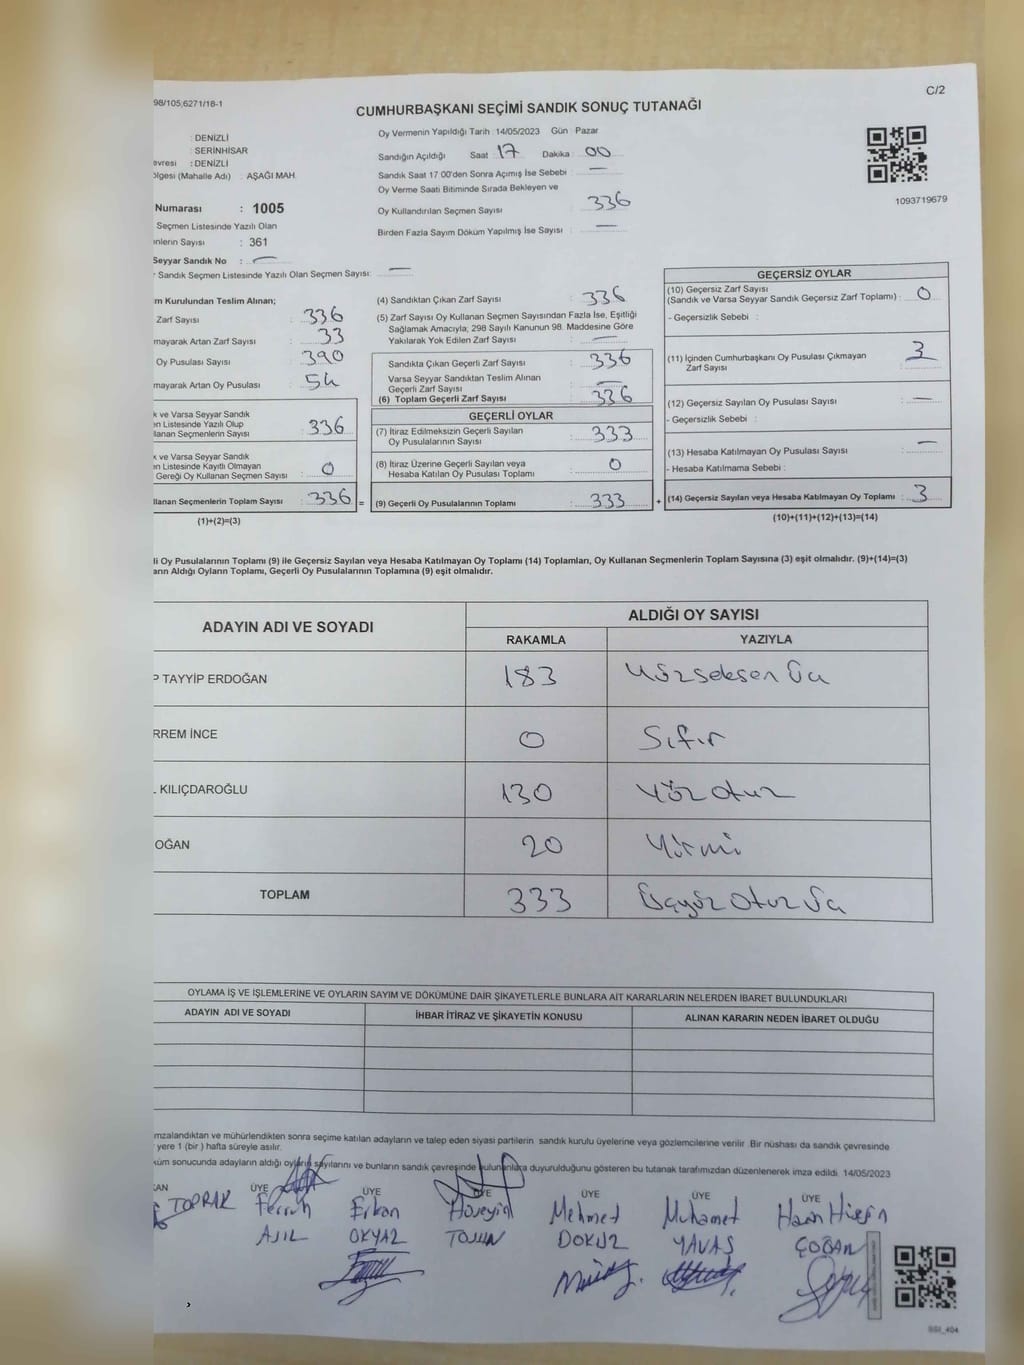 98/105;6271/18-1
C/2
CUMHURBAŞKANI SEÇİMİ SANDIK SONUÇ TUTANAĞI
: DENİZLİ
: SERİNHİSAR
evresi : DENİZLİ
ölgesi (Mahalle Adı) : AŞAĞI MAH.
Numarası : 1005
Seçmen Listesinde Yazılı Olan
enlerin Sayısı : 361
Seyyar Sandık No : —
r Sandık Seçmen Listesinde Yazılı Olan Seçmen Sayısı: —
Oy Vermenin Yapıldığı Tarih : 14/05/2023 Gün : Pazar
Sandığın Açıldığı Saat : 17 Dakika : 00
Sandık Saat 17 00'den Sonra Açımış İse Sebebi : —
Oy Verme Saati Bitiminde Sırada Bekleyen ve
Oy Kullandırılan Seçmen Sayısı : 336
Birden Fazla Sayım Döküm Yapılmış İse Sayısı : —
1093719679
m Kurulundan Teslim Alınan;
Zarf Sayısı : 336
mayarak Artan Zarf Sayısı : 33
Oy Pusulası Sayısı : 390
mayarak Artan Oy Pusulası : 54
k ve Varsa Seyyar Sandık
en Listesinde Yazılı Olup
llanan Seçmenlerin Sayısı : 336
k ve Varsa Seyyar Sandık
en Listesinde Kayıtlı Olmayan
Gereği Oy Kullanan Seçmen Sayısı : 0
llanan Seçmenlerin Toplam Sayısı : 336 =
(1)+(2)=(3)
(4) Sandıktan Çıkan Zarf Sayısı : 336
(5) Zarf Sayısı Oy Kullanan Seçmen Sayısından Fazla İse, Eşitliği
Sağlamak Amacıyla; 298 Sayılı Kanunun 98. Maddesine Göre
Yakılarak Yok Edilen Zarf Sayısı : —
Sandıkta Çıkan Geçerli Zarf Sayısı : 336
Varsa Seyyar Sandıktan Teslim Alınan
Geçerli Zarf Sayısı : —
(6) Toplam Geçerli Zarf Sayısı : 336
GEÇERLİ OYLAR
(7) İtiraz Edilmeksizin Geçerli Sayılan
Oy Pusulalarının Sayısı : 333
(8) İtiraz Üzerine Geçerli Sayılan veya
Hesaba Katılan Oy Pusulası Toplamı : 0
(9) Geçerli Oy Pusulalarının Toplamı : 333 +
GEÇERSİZ OYLAR
(10) Geçersiz Zarf Sayısı
(Sandık ve Varsa Seyyar Sandık Geçersiz Zarf Toplamı) : 0
- Geçersizlik Sebebi :
(11) İçinden Cumhurbaşkanı Oy Pusulası Çıkmayan
Zarf Sayısı : 3
(12) Geçersiz Sayılan Oy Pusulası Sayısı : —
- Geçersizlik Sebebi :
(13) Hesaba Katılmayan Oy Pusulası Sayısı : —
- Hesaba Katılmama Sebebi :
(14) Geçersiz Sayılan veya Hesaba Katılmayan Oy Toplamı : 3
(10)+(11)+(12)+(13)=(14)
li Oy Pusulalarının Toplamı (9) ile Geçersiz Sayılan veya Hesaba Katılmayan Oy Toplamı (14) Toplamları, Oy Kullanan Seçmenlerin Toplam Sayısına (3) eşit olmalıdır. (9)+(14)=(3)
arın Aldığı Oyların Toplamı, Geçerli Oy Pusulalarının Toplamına (9) eşit olmalıdır.
ADAYIN ADI VE SOYADI ALDIĞI OY SAYISI
RAKAMLA YAZIYLA
P TAYYİP ERDOĞAN 183 Yüzseksen Üç
RREM İNCE 0 Sıfır
KILIÇDAROĞLU 130 Yüz otuz
OĞAN 20 Yirmi
TOPLAM 333 Üçyüz Otuz Üç
OYLAMA İŞ VE İŞLEMLERİNE VE OYLARIN SAYIM VE DÖKÜMÜNE DAİR ŞİKAYETLERLE BUNLARA AİT KARARLARIN NELERDEN İBARET BULUNDUKLARI
ADAYIN ADI VE SOYADI İHBAR İTİRAZ VE ŞİKAYETİN KONUSU ALINAN KARARIN NEDEN İBARET OLDUĞU
mzalandıktan ve mühürlendikten sonra seçime katılan adayların ve talep eden siyasi partilerin sandık kurulu üyelerine veya gözlemcilerine verilir. Bir nüshası da sandık çevresinde
yere 1 (bir ) hafta süreyle asılır.
küm sonucunda adayların aldığı oyların sayılarını ve bunların sandık çevresinde bulunanlara duyurulduğunu gösteren bu tutanak tarafımızdan düzenlenerek imza edildi. 14/05/2023
KAN ÜYE ÜYE ÜYE ÜYE ÜYE ÜYE
TOPRAK Ferruh Erkan Hüseyin Mehmet Muhamet Hasan Hüseyin
OKYAZ TOSUN DOKUZ YAVAŞ ÇOBAN